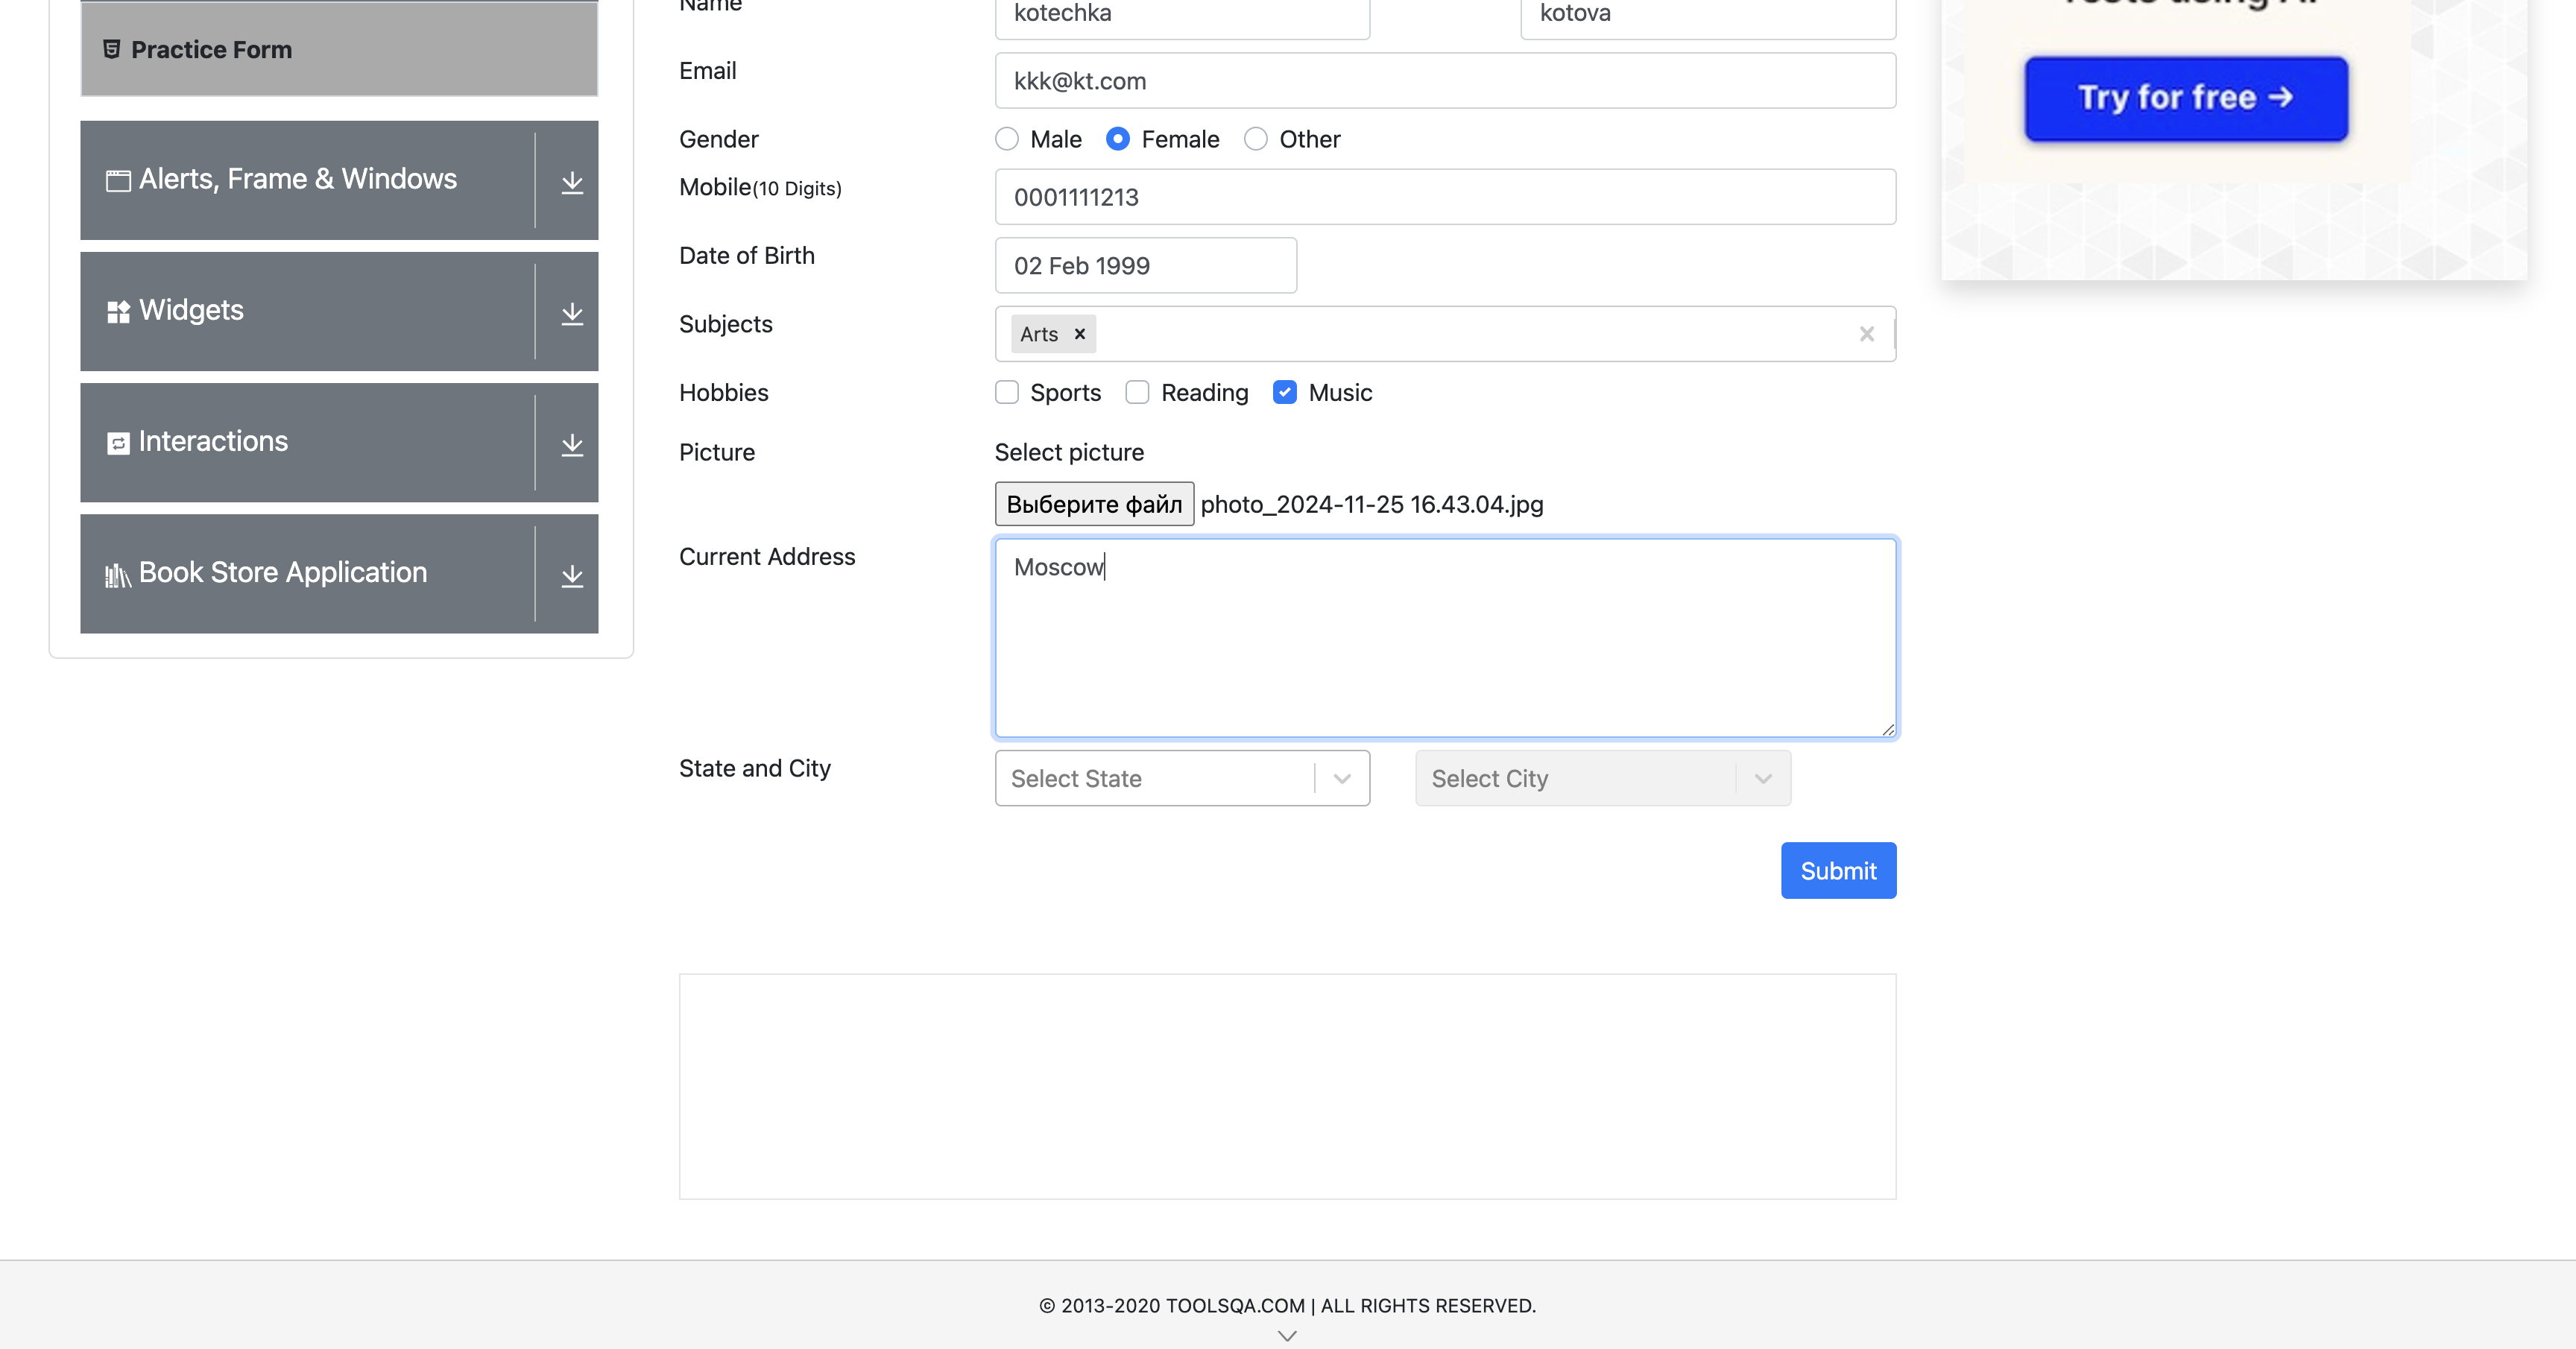 Practice Form
Alerts, Frame & Windows
Widgets
Interactions
Book Store Application
Name
kotechka
kotova
Email
kkk@kt.com
Gender
Male
Female
Other
Mobile(10 Digits)
0001111213
Date of Birth
02 Feb 1999
Subjects
Arts
Hobbies
Sports
Reading
Music
Picture
Select picture
Выберите файл photo_2024-11-25 16.43.04.jpg
Current Address
Moscow
State and City
Select State
Select City
Submit
Tests using AI.
Try for free →
© 2013-2020 TOOLSQA.COM | ALL RIGHTS RESERVED.